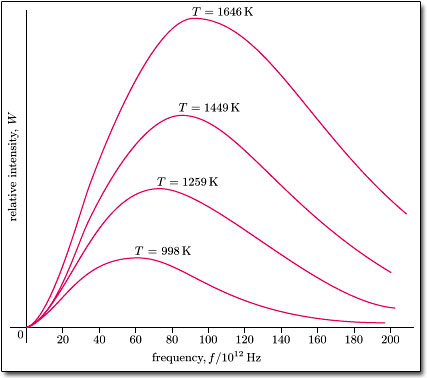 T = 1646 K
T = 1449 K
T = 1259 K
T = 998 K
relative intensity, W
0
20 40 60 80 100 120 140 160 180 200
frequency, f/10¹² Hz